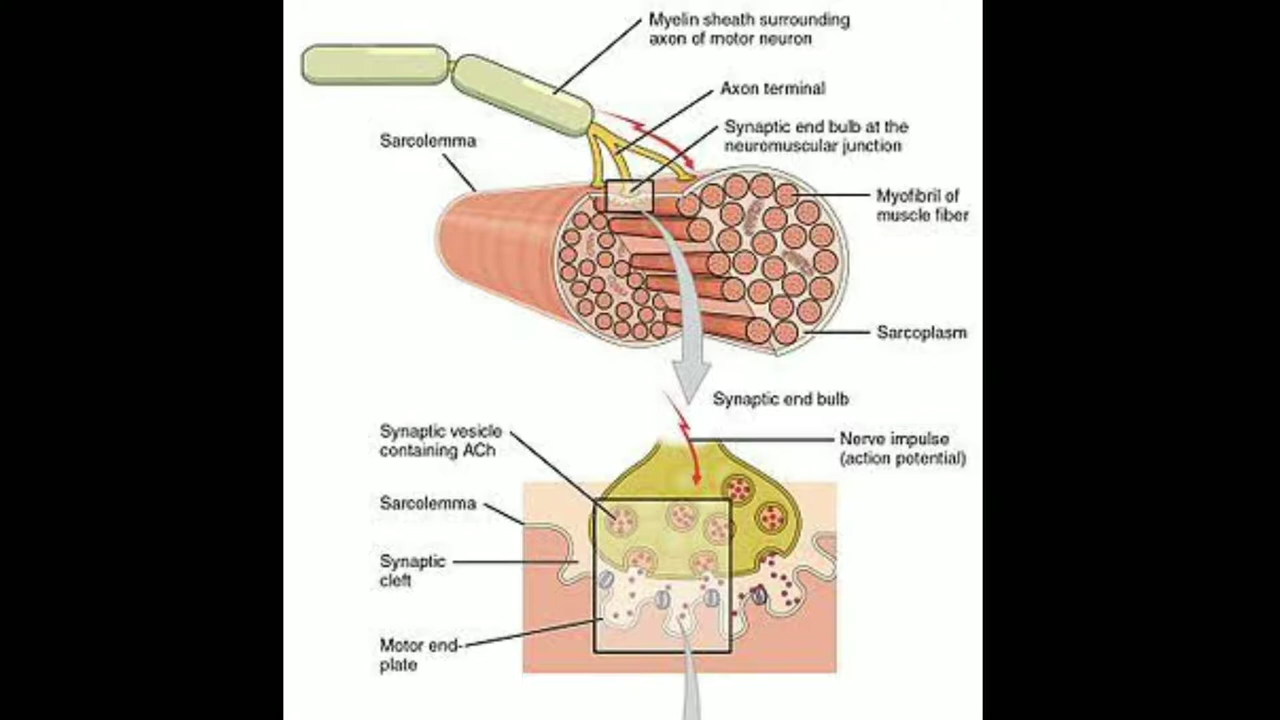 Myelin sheath surrounding
axon of motor neuron
Axon terminal
Synaptic end bulb at the
neuromuscular junction
Sarcolemma
Myofibril of
muscle fiber
Sarcoplasm
Synaptic end bulb
Synaptic vesicle
containing ACh
Nerve impulse
(action potential)
Sarcolemma
Synaptic
cleft
Motor end-
plate